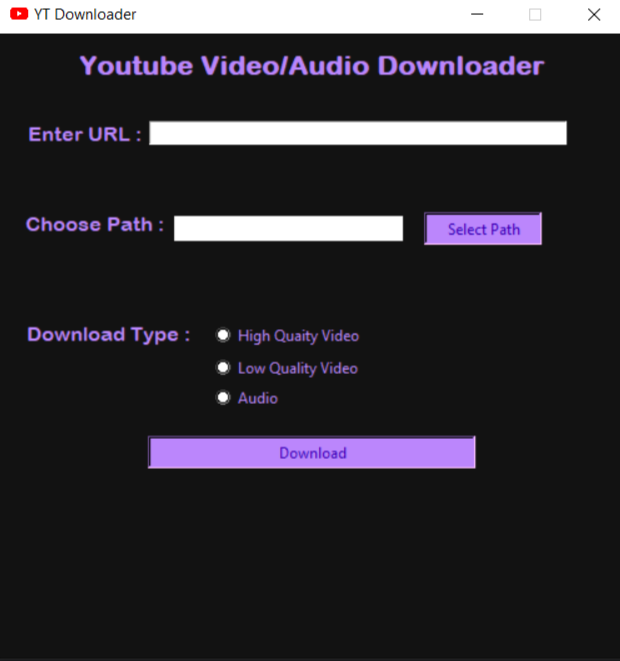 YT Downloader
Youtube Video/Audio Downloader
Enter URL :
Choose Path :
Select Path
Download Type :
High Quaity Video
Low Quality Video
Audio
Download